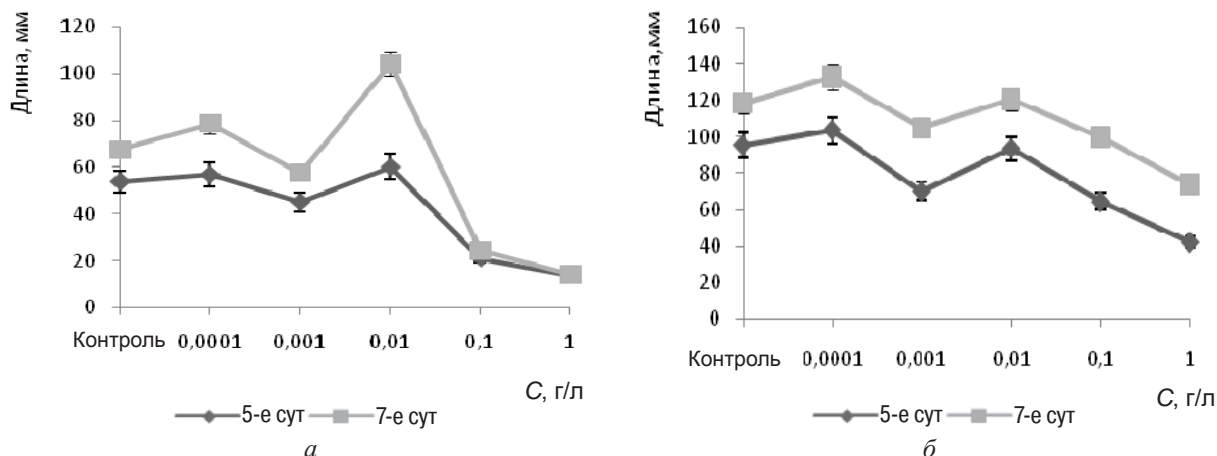 Длина, мм
120
100
80
60
40
20
0
Контроль 0,0001 0,001 0,01 0,1 1
С, г/л
5-е сут 7-е сут
а
Длина,мм
160
140
120
100
80
60
40
20
0
Контроль 0,0001 0,001 0,01 0,1 1
С, г/л
5-е сут 7-е сут
б